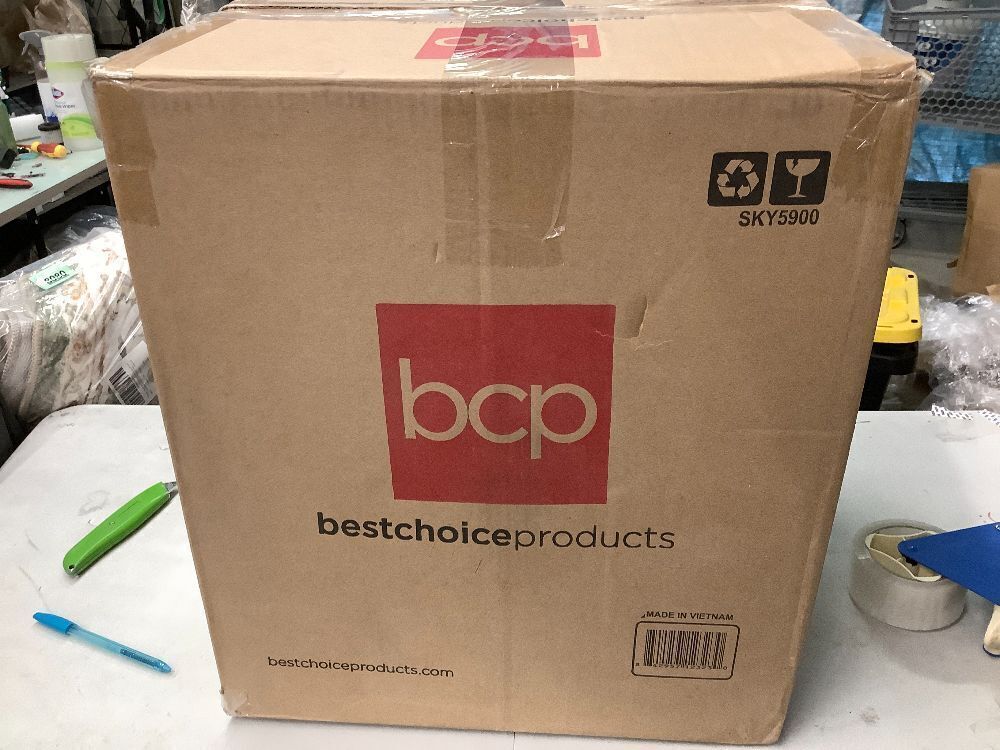 SKY5900
bcp
bestchoiceproducts
MADE IN VIETNAM
bestchoiceproducts.com